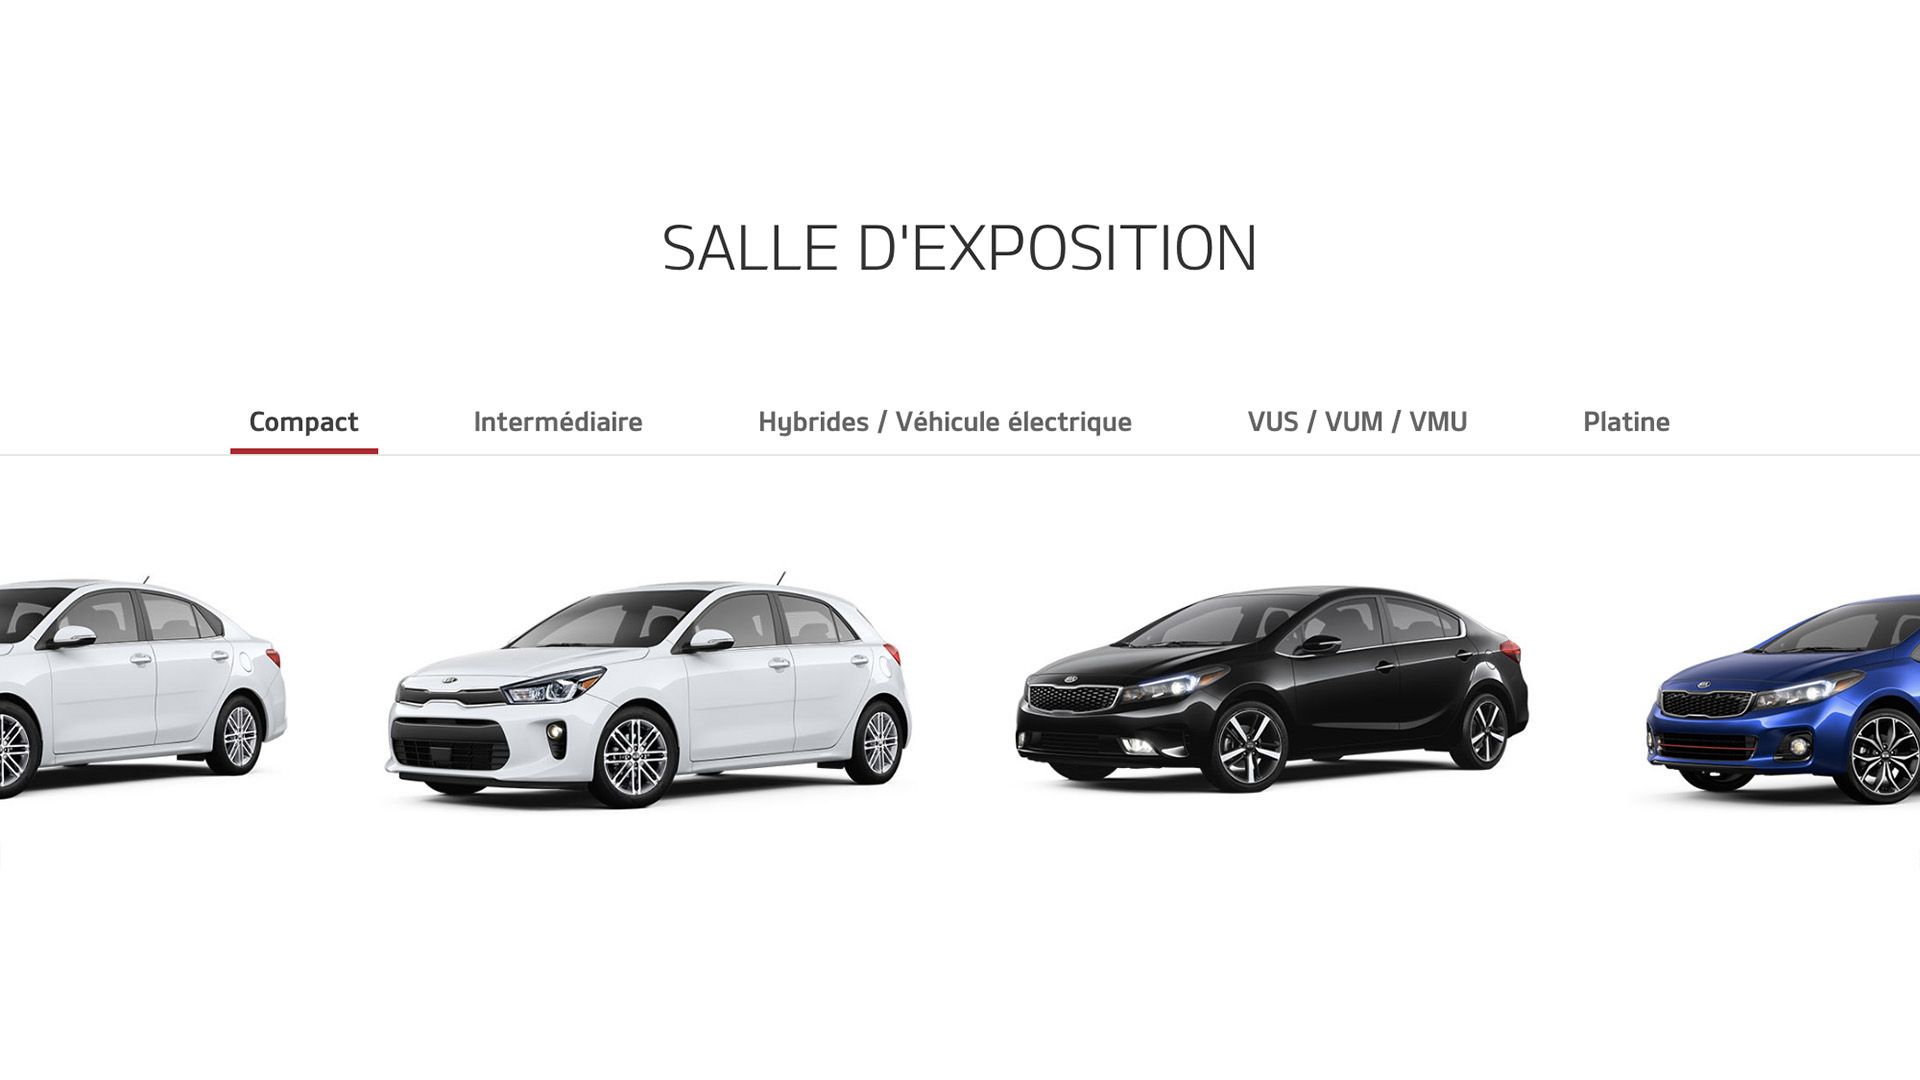 SALLE D'EXPOSITION
Compact
Intermédiaire
Hybrides / Véhicule électrique
VUS / VUM / VMU
Platine